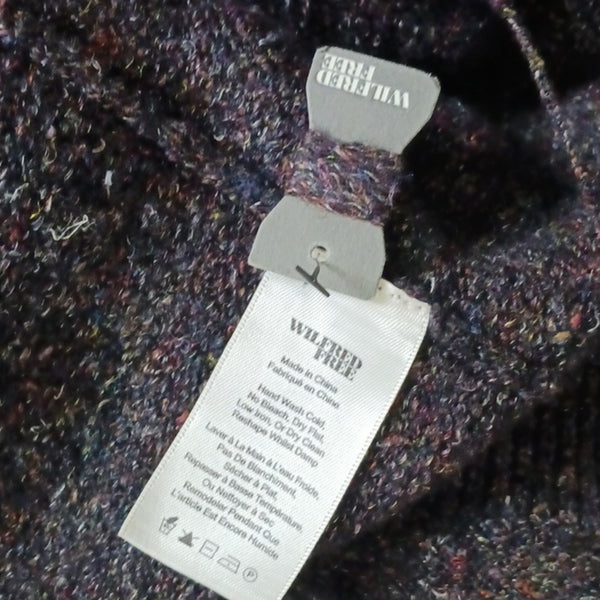 WILFRED
FREE
WILFRED
FREE
Made in China
Fabriqué en Chine
Hand Wash Cold,
No Bleach, Dry Flat,
Low Iron, Or Dry Clean
Reshape Whilst Damp
Laver à La Main à L'eau Froide,
Pas De Blanchiment,
Sécher à Plat,
Repasser à Basse Température,
Ou Nettoyer à Sec
Remodeler Pendant Que
L'article Est Encore Humide
P